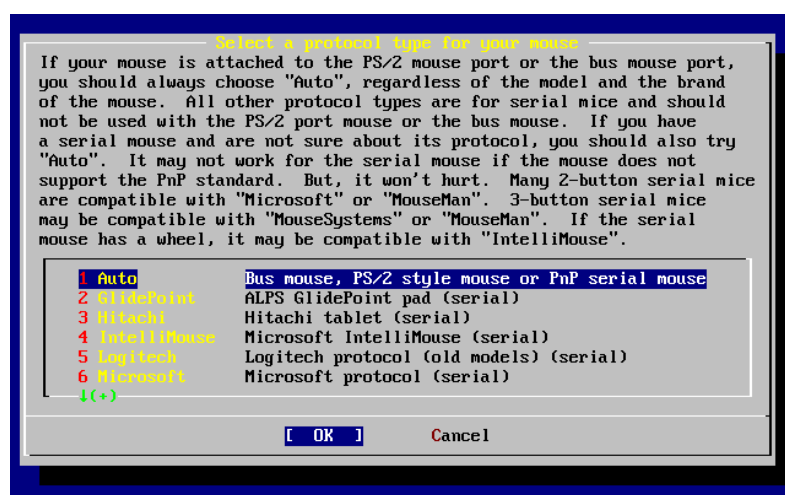 Select a protocol type for your mouse
If your mouse is attached to the PS/2 mouse port or the bus mouse port,
you should always choose "Auto", regardless of the model and the brand
of the mouse.  All other protocol types are for serial mice and should
not be used with the PS/2 port mouse or the bus mouse.  If you have
a serial mouse and are not sure about its protocol, you should also try
"Auto".  It may not work for the serial mouse if the mouse does not
support the PnP standard.  But, it won't hurt.  Many 2-button serial mice
are compatible with "Microsoft" or "MouseMan".  3-button serial mice
may be compatible with "MouseSystems" or "MouseMan".  If the serial
mouse has a wheel, it may be compatible with "IntelliMouse".
1 Auto Bus mouse, PS/2 style mouse or PnP serial mouse
2 GlidePoint ALPS GlidePoint pad (serial)
3 Hitachi Hitachi tablet (serial)
4 IntelliMouse Microsoft IntelliMouse (serial)
5 Logitech Logitech protocol (old models) (serial)
6 Microsoft Microsoft protocol (serial)
↓(+)
[ OK ] Cancel